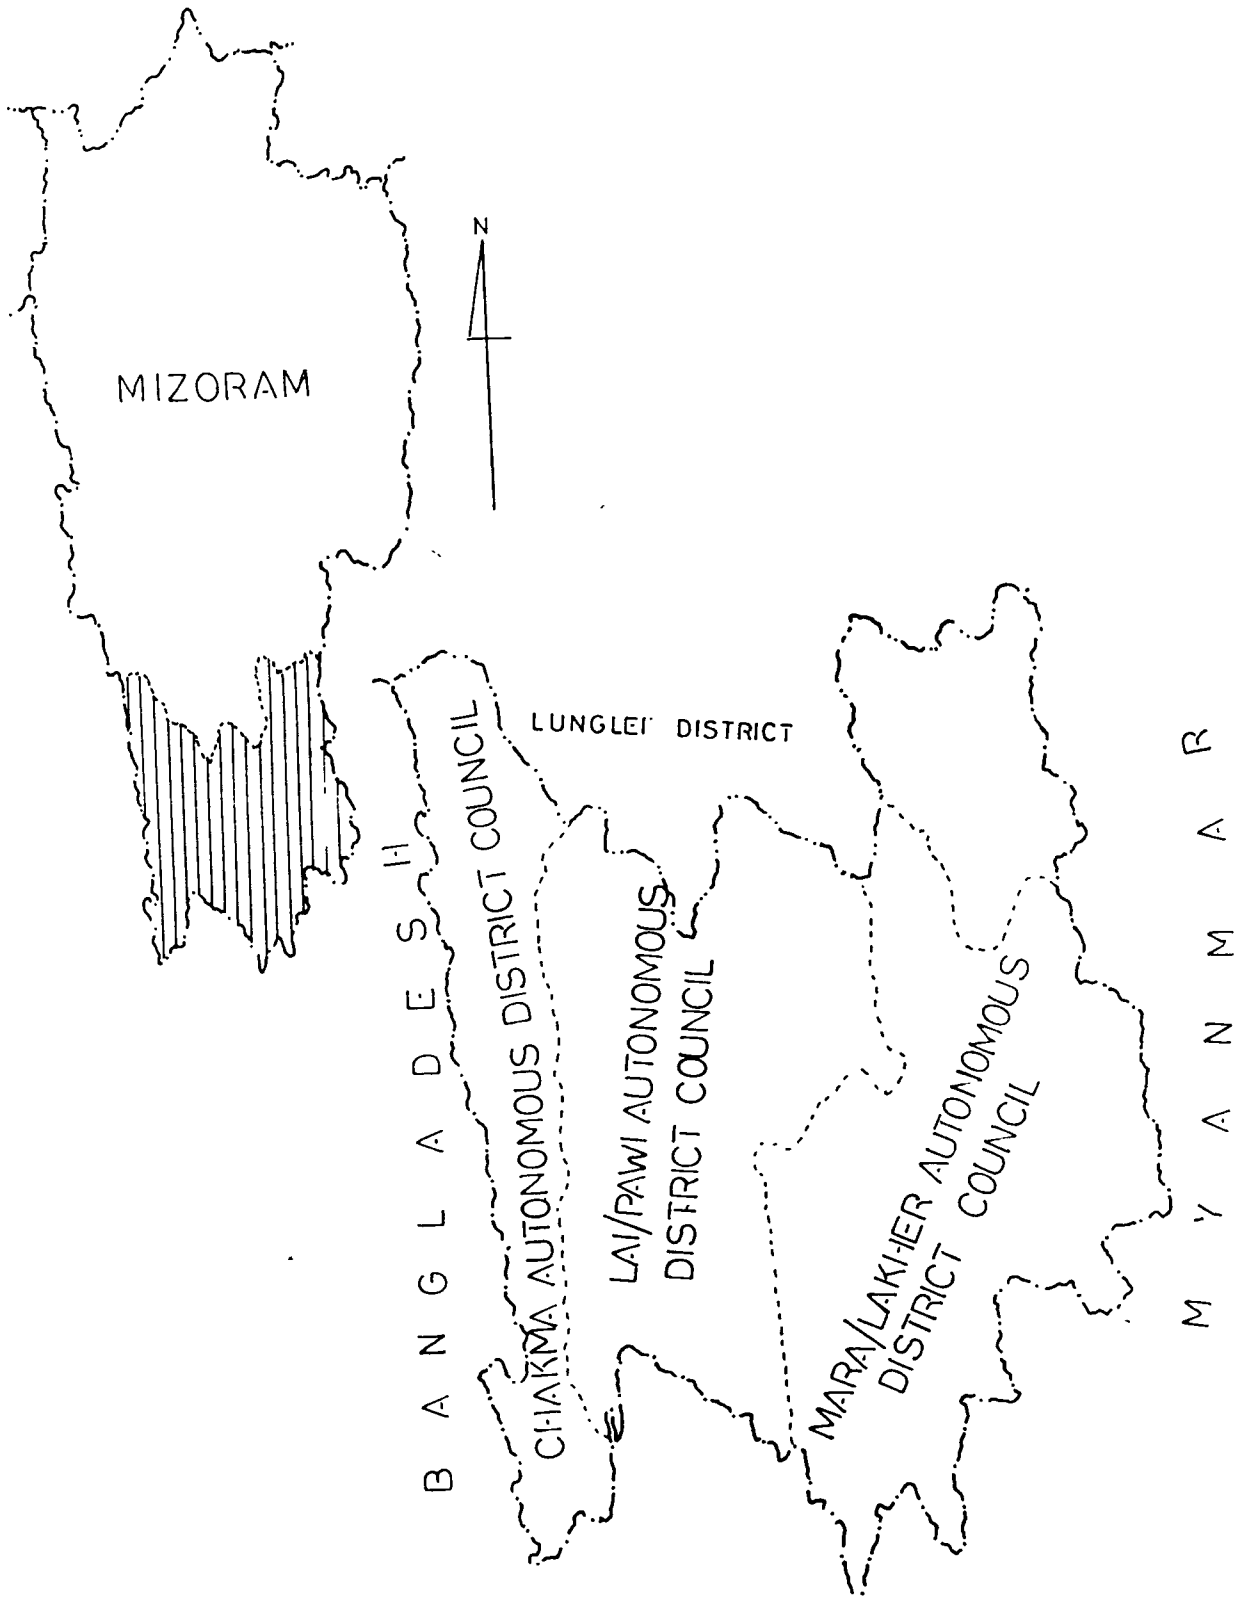 N
MIZORAM
LUNGLEI DISTRICT
BANGLADESH
CHAKMA AUTONOMOUS DISTRICT COUNCIL
LAI/PAWI AUTONOMOUS
DISTRICT COUNCIL
MARA/LAKHER AUTONOMOUS
DISTRICT COUNCIL
MYANMAR